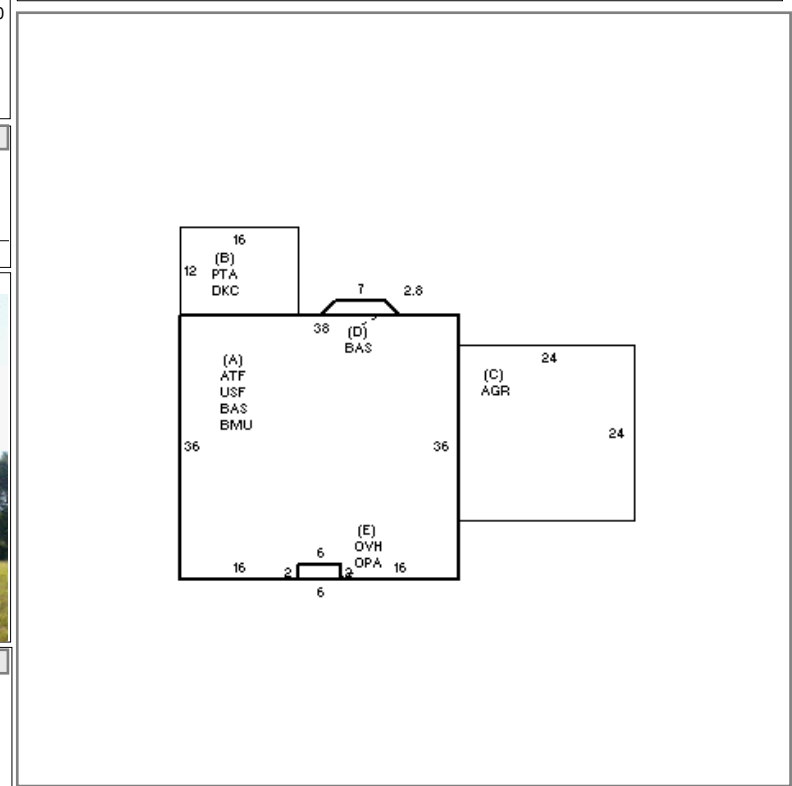 16
(B)
12
PTA
DKC
7
2.8
38
(D)
BAS
(A)
ATF
USF
BAS
BMU
24
(C)
AGR
36
36
24
(E)
OVH
OPA
6
16
2
16
6